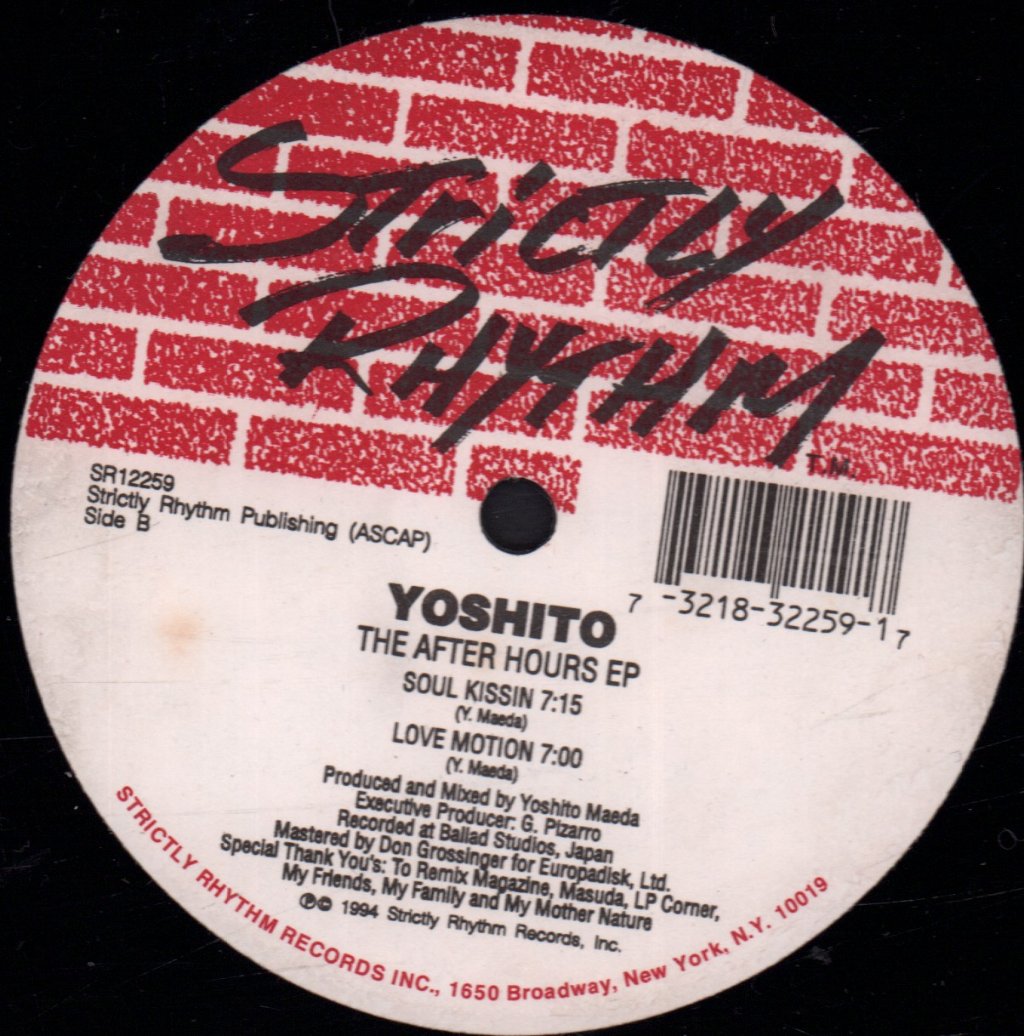 STRICTLY
RHYTHM
T.M.
SR12259
Strictly Rhythm Publishing (ASCAP)
Side B
7 -3218-32259-1 7
YOSHITO
THE AFTER HOURS EP
SOUL KISSIN 7:15
(Y. Maeda)
LOVE MOTION 7:00
(Y. Maeda)
Produced and Mixed by Yoshito Maeda
Executive Producer: G. Pizarro
Recorded at Ballad Studios, Japan
Mastered by Don Grossinger for Europadisk, Ltd.
Special Thank You's: To Remix Magazine, Masuda, LP Corner,
My Friends, My Family and My Mother Nature
℗© 1994 Strictly Rhythm Records, Inc.
STRICTLY RHYTHM RECORDS INC., 1650 Broadway, New York, N.Y. 10019